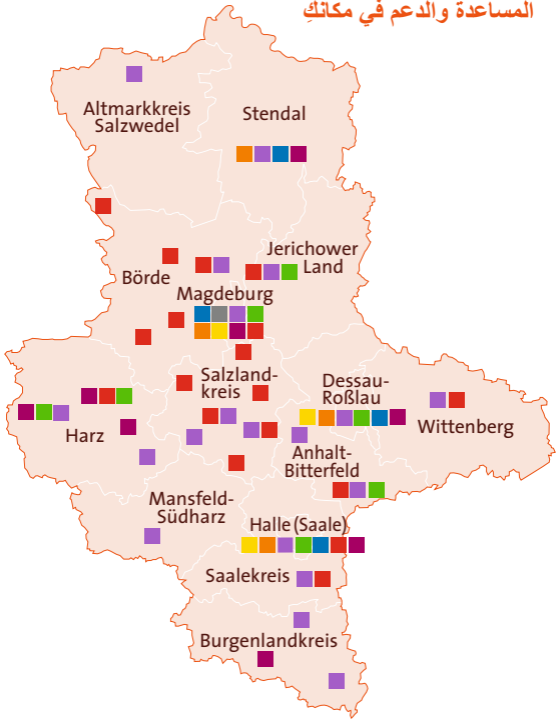 المساعدة والدعم في مكانكِ
Altmarkkreis
Salzwedel
Stendal
Jerichower
Land
Börde
Magdeburg
Salzland-
kreis
Dessau-
Roßlau
Wittenberg
Harz
Anhalt-
Bitterfeld
Mansfeld-
Südharz
Halle (Saale)
Saalekreis
Burgenlandkreis